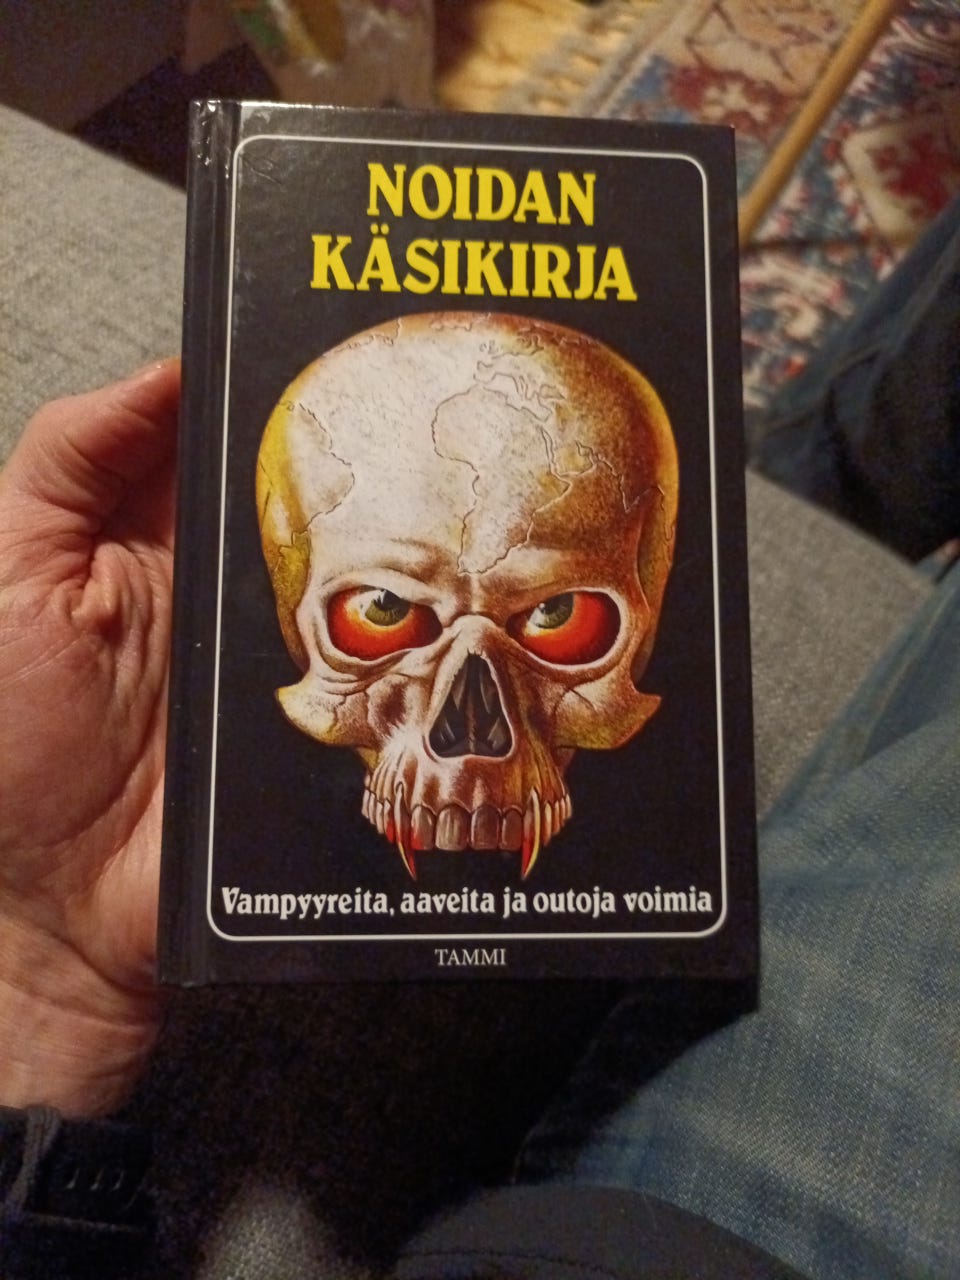 NOIDAN
KÄSIKIRJA
Vampyyreita, aaveita ja outoja voimia
TAMMI